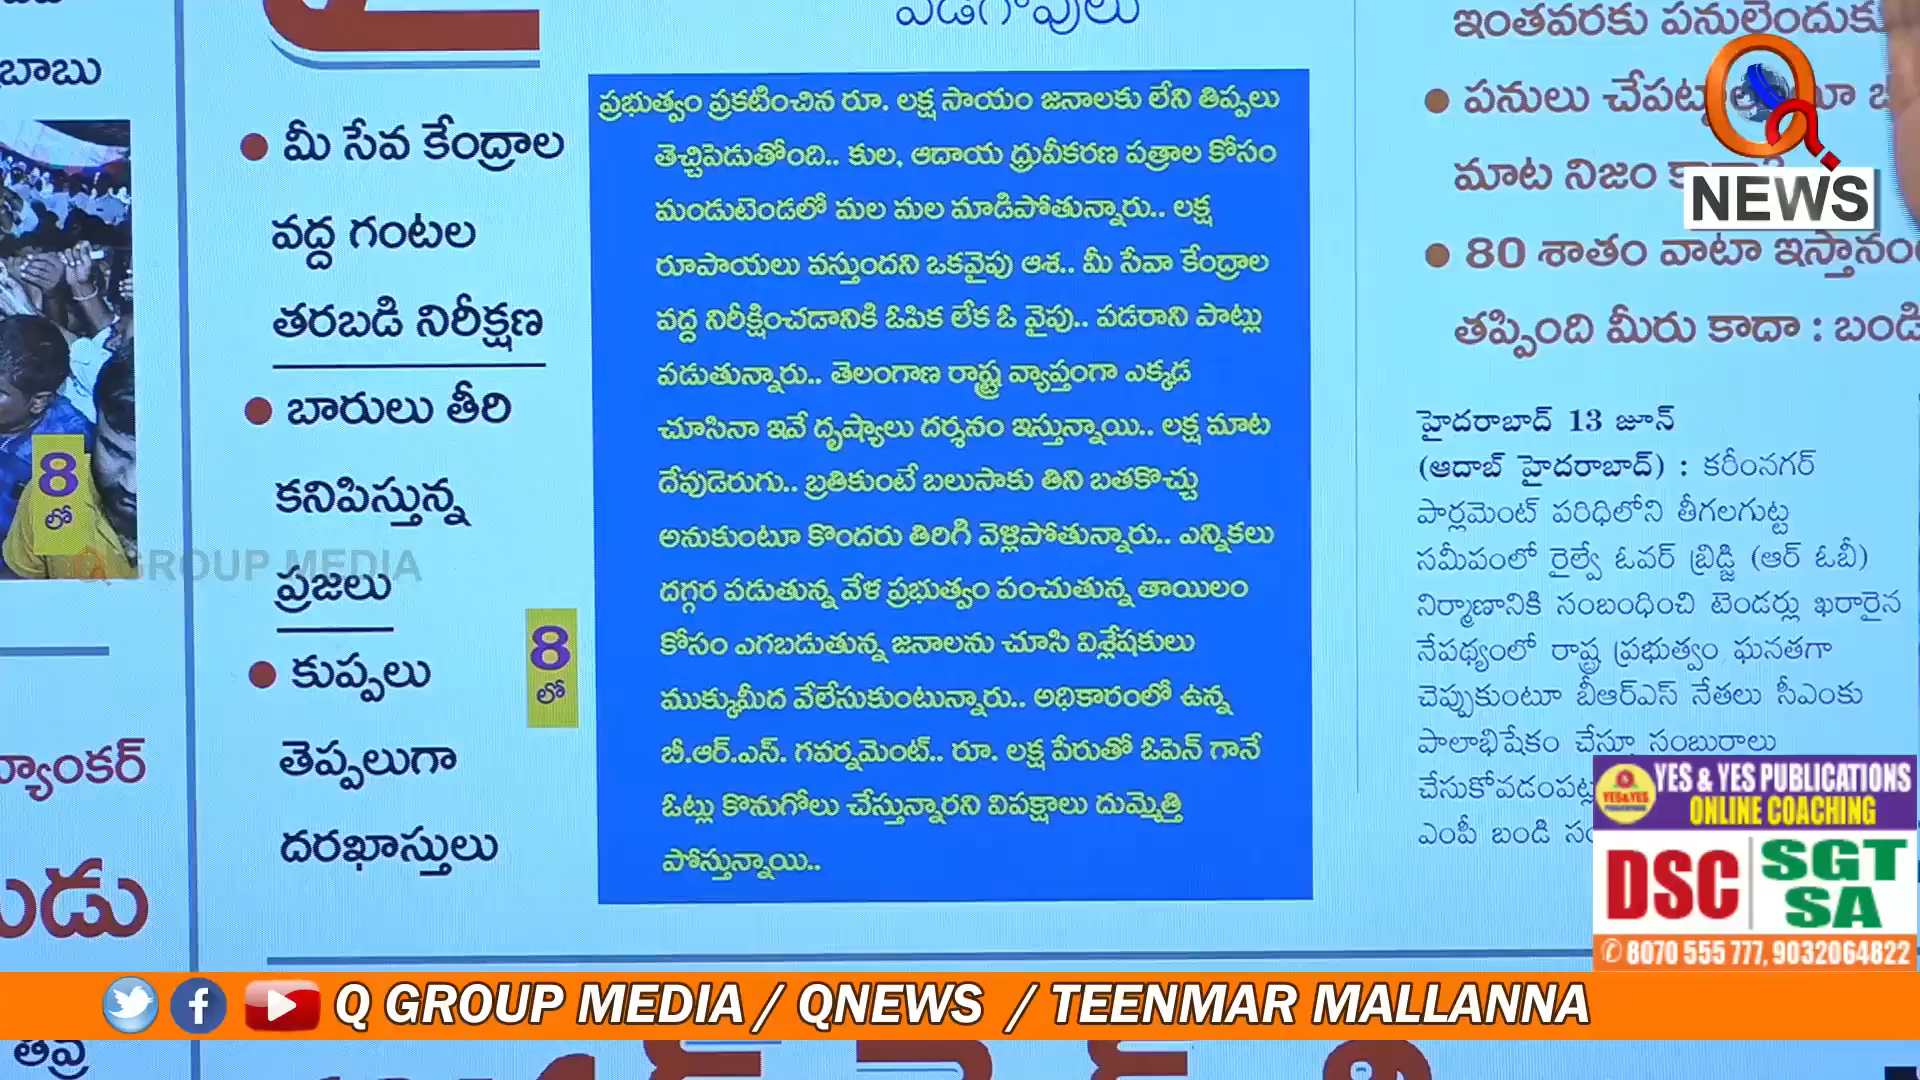 బాబు
8
లో
వ్యాంకర్
మీ సేవ కేంద్రాల
వద్ద గంటల
తరబడి నిరీక్షణ
బారులు తీరి
కనిపిస్తున్న
ప్రజలు
కుప్పలు
తెప్పలుగా
దరఖాస్తులు
8
లో
Q GROUP MEDIA
ప్రభుత్వం ప్రకటించిన రూ. లక్ష సాయం జనాలకు లేని తిప్పలు
తెచ్చిపెడుతోంది.. కుల, ఆదాయ ధ్రువీకరణ పత్రాల కోసం
మండుటెండలో మల మల మాడిపోతున్నారు.. లక్ష
రూపాయలు వస్తుందని ఒకవైపు ఆశ.. మీ సేవా కేంద్రాల
వద్ద నిరీక్షించడానికి ఓపిక లేక ఓ వైపు.. పడరాని పాట్లు
పడుతున్నారు.. తెలంగాణ రాష్ట్ర వ్యాప్తంగా ఎక్కడ
చూసినా ఇవే దృష్యాలు దర్శనం ఇస్తున్నాయి.. లక్ష మాట
దేవుడెరుగు.. బ్రతికుంటే బలుసాకు తిని బతకొచ్చు
అనుకుంటూ కొందరు తిరిగి వెళ్లిపోతున్నారు.. ఎన్నికలు
దగ్గర పడుతున్న వేళ ప్రభుత్వం పంచుతున్న తాయిలం
కోసం ఎగబడుతున్న జనాలను చూసి విశ్లేషకులు
ముక్కుమీద వేలేసుకుంటున్నారు.. అధికారంలో ఉన్న
బీ.ఆర్.ఎస్. గవర్నమెంట్.. రూ. లక్ష పేరుతో ఓపెన్ గానే
ఓట్లు కొనుగోలు చేస్తున్నారని విపక్షాలు దుమ్మెత్తి
పోస్తున్నాయి..
ఇంతవరకు
పనులు
మాట నిజం
80 శాతం వాటా
తప్పింది మీరు కాదా : బండి
హైదరాబాద్ 13 జూన్
(ఆదాబ్ హైదరాబాద్) : కరీంనగర్
పార్లమెంట్ పరిధిలోని తీగలగుట్ట
సమీపంలో రైల్వే ఓవర్ బ్రిడ్జి (ఆర్ ఓబీ)
నిర్మాణానికి సంబంధించి టెండర్లు ఖరారైన
నేపథ్యంలో రాష్ట్ర ప్రభుత్వం ఘనతగా
చెప్పుకుంటూ బీఆర్ఎస్ నేతలు సీఎంకు
పాలాభిషేకం చేస్తూ సంబురాలు
ఎంపీ బండి
Q
NEWS
YES & YES PUBLICATIONS
ONLINE COACHING
DSC SGT
SA
8070 555 777, 9032064822
Q GROUP MEDIA / QNEWS / TEENMAR MALLANNA